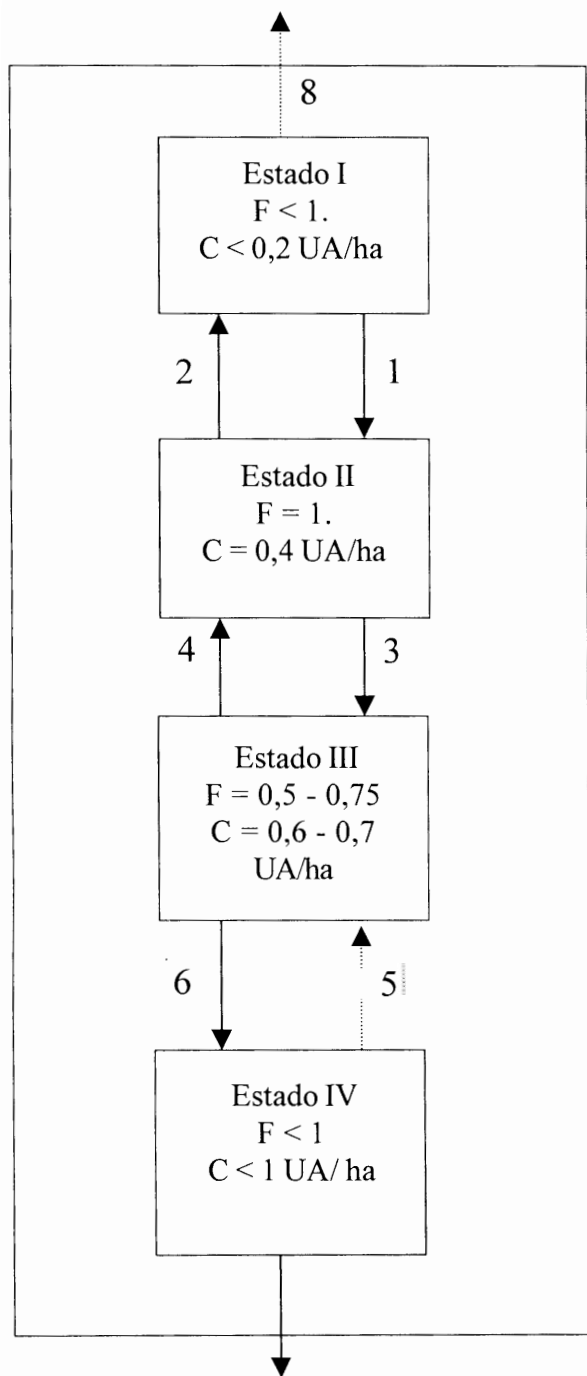 8
Estado I
F < 1.
C < 0,2 UA/ha
2 1
Estado II
F = 1.
C = 0,4 UA/ha
4 3
Estado III
F = 0,5 - 0,75
C = 0,6 - 0,7
UA/ha
6 5
Estado IV
F < 1
C < 1 UA/ ha